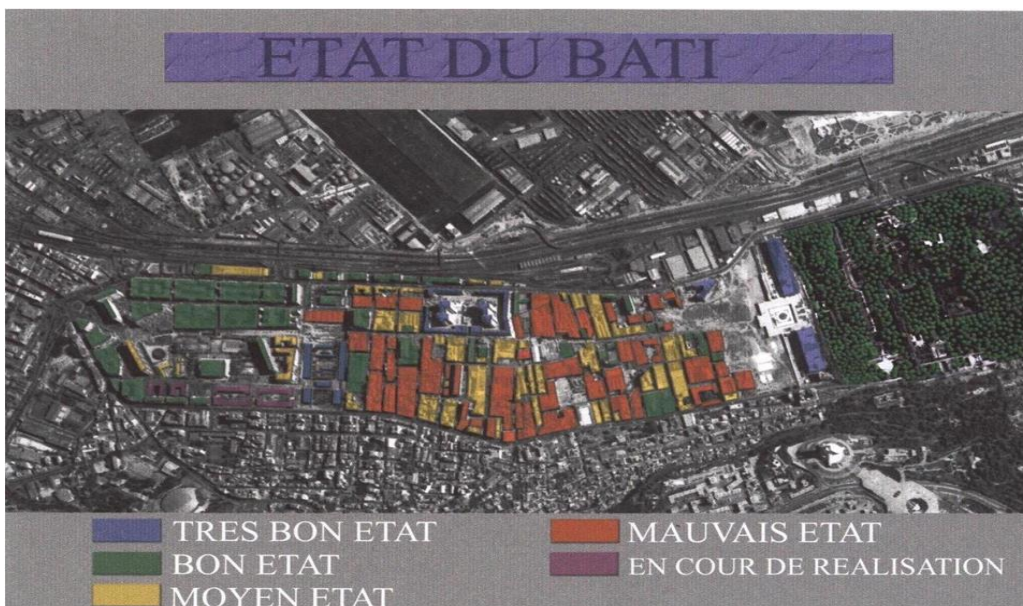 ETAT DU BATI
TRES BON ETAT
BON ETAT
MOYEN ETAT
MAUVAIS ETAT
EN COUR DE REALISATION